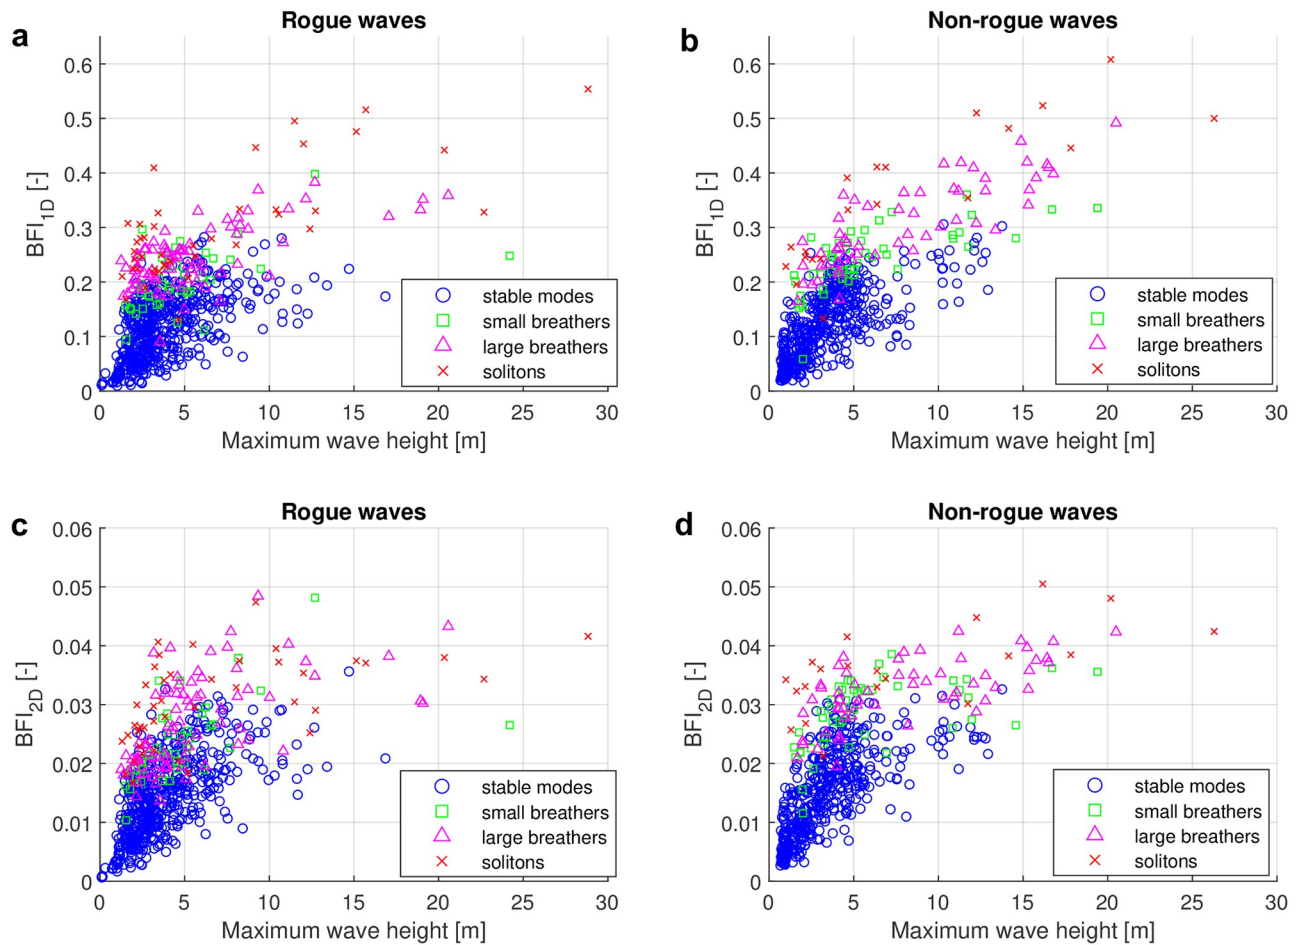 a
Rogue waves
0.6
0.5
0.4
0.3
0.2
0.1
0
BFI1D [-]
0 5 10 15 20 25 30
Maximum wave height [m]
stable modes
small breathers
large breathers
solitons
b
Non-rogue waves
0.6
0.5
0.4
0.3
0.2
0.1
0
BFI1D [-]
0 5 10 15 20 25 30
Maximum wave height [m]
stable modes
small breathers
large breathers
solitons
c
Rogue waves
0.06
0.05
0.04
0.03
0.02
0.01
0
BFI2D [-]
0 5 10 15 20 25 30
Maximum wave height [m]
stable modes
small breathers
large breathers
solitons
d
Non-rogue waves
0.06
0.05
0.04
0.03
0.02
0.01
0
BFI2D [-]
0 5 10 15 20 25 30
Maximum wave height [m]
stable modes
small breathers
large breathers
solitons